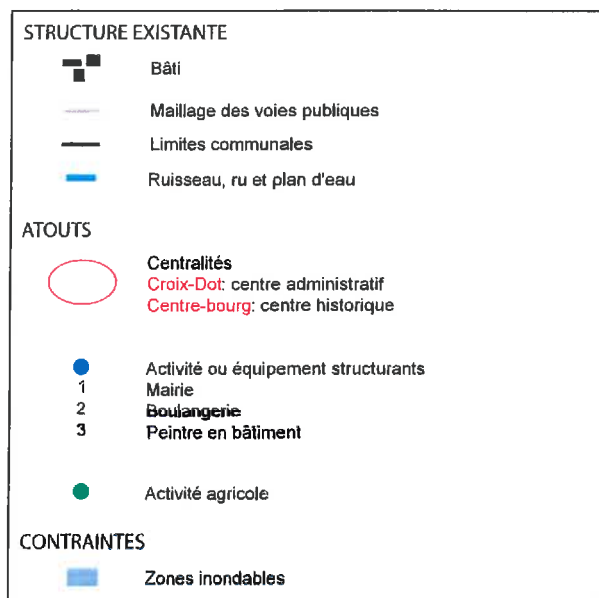 STRUCTURE EXISTANTE
Bâti
Maillage des voies publiques
Limites communales
Ruisseau, ru et plan d'eau
ATOUTS
Centralités
Croix-Dot: centre administratif
Centre-bourg: centre historique
Activité ou équipement structurants
1 Mairie
2 Boulangerie
3 Peintre en bâtiment
Activité agricole
CONTRAINTES
Zones inondables